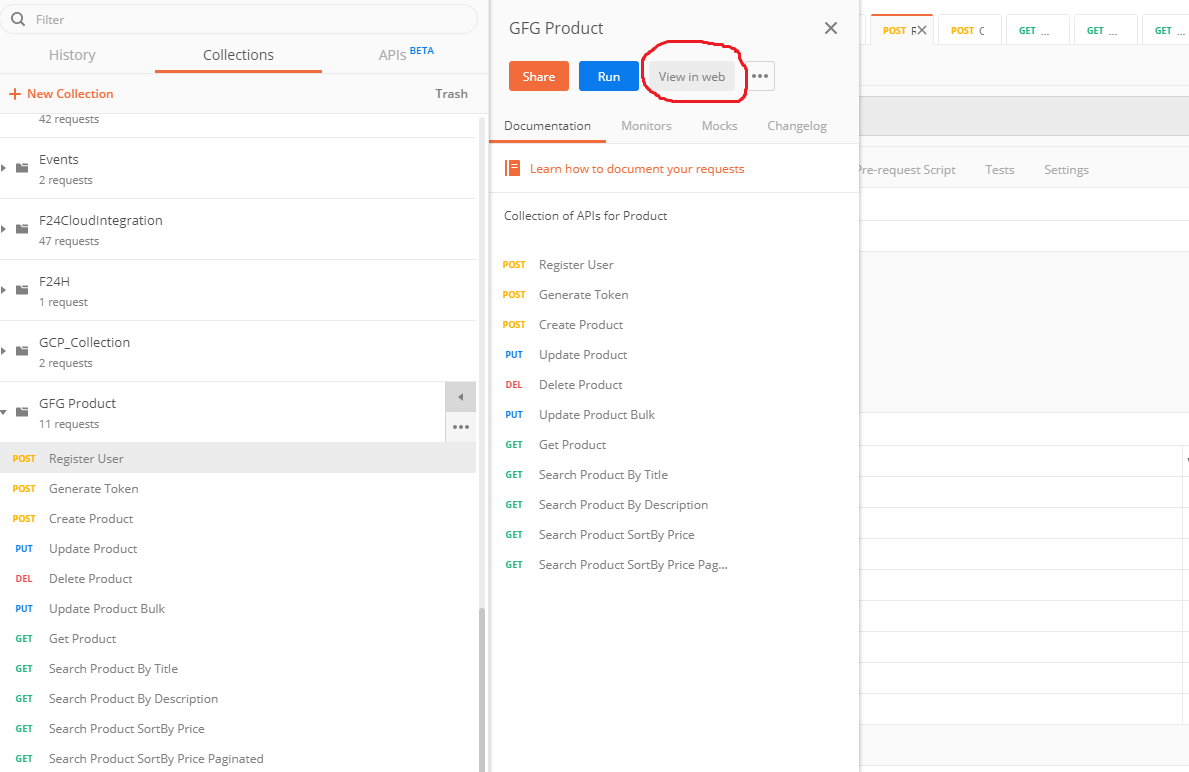 Filter
History
Collections
APIs BETA
+ New Collection
Trash
42 requests
Events
2 requests
F24CloudIntegration
47 requests
F24H
1 request
GCP_Collection
2 requests
GFG Product
11 requests
POST Register User
POST Generate Token
POST Create Product
PUT Update Product
DEL Delete Product
PUT Update Product Bulk
GET Get Product
GET Search Product By Title
GET Search Product By Description
GET Search Product SortBy Price
GET Search Product SortBy Price Paginated
GFG Product
Share
Run
View in web
Documentation
Monitors
Mocks
Changelog
Learn how to document your requests
Collection of APIs for Product
POST Register User
POST Generate Token
POST Create Product
PUT Update Product
DEL Delete Product
PUT Update Product Bulk
GET Get Product
GET Search Product By Title
GET Search Product By Description
GET Search Product SortBy Price
GET Search Product SortBy Price Pag...
POST
POST
GET ...
GET ...
GET ...
Pre-request Script
Tests
Settings